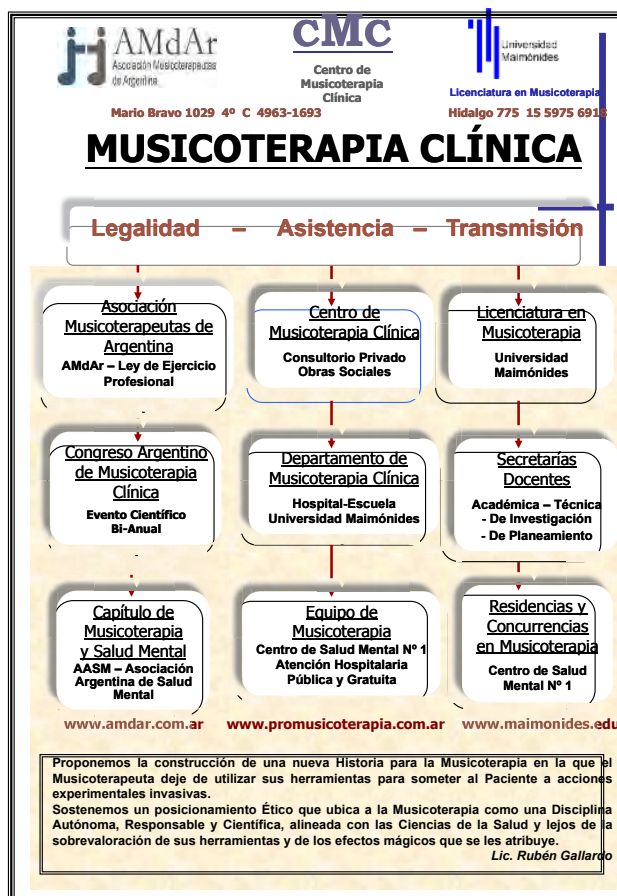 AMdAr
Asociación Musicoterapeutas
de Argentina
CMC
Centro de
Musicoterapia
Clínica
Universidad
Maimónides
Licenciatura en Musicoterapia
Mario Bravo 1029 4º C 4963-1693
Hidalgo 775 15 5975 6918
MUSICOTERAPIA CLÍNICA
Legalidad – Asistencia – Transmisión
Asociación
Musicoterapeutas de
Argentina
AMdAr – Ley de Ejercicio
Profesional
Centro de
Musicoterapia Clínica
Consultorio Privado
Obras Sociales
Licenciatura en
Musicoterapia
Universidad
Maimónides
Congreso Argentino
de Musicoterapia
Clínica
Evento Científico
Bi-Anual
Departamento de
Musicoterapia Clínica
Hospital-Escuela
Universidad Maimónides
Secretarías
Docentes
Académica – Técnica
- De Investigación
- De Planeamiento
Capítulo de
Musicoterapia
y Salud Mental
AASM – Asociación
Argentina de Salud
Mental
Equipo de
Musicoterapia
Centro de Salud Mental Nº 1
Atención Hospitalaria
Pública y Gratuita
Residencias y
Concurrencias
en Musicoterapia
Centro de Salud
Mental Nº 1
www.amdar.com.ar www.promusicoterapia.com.ar www.maimonides.edu
Proponemos la construcción de una nueva Historia para la Musicoterapia en la que el
Musicoterapeuta deje de utilizar sus herramientas para someter al Paciente a acciones
experimentales invasivas.
Sostenemos un posicionamiento Ético que ubica a la Musicoterapia como una Disciplina
Autónoma, Responsable y Científica, alineada con las Ciencias de la Salud y lejos de la
sobrevaloración de sus herramientas y de los efectos mágicos que se les atribuye.
Lic. Rubén Gallardo